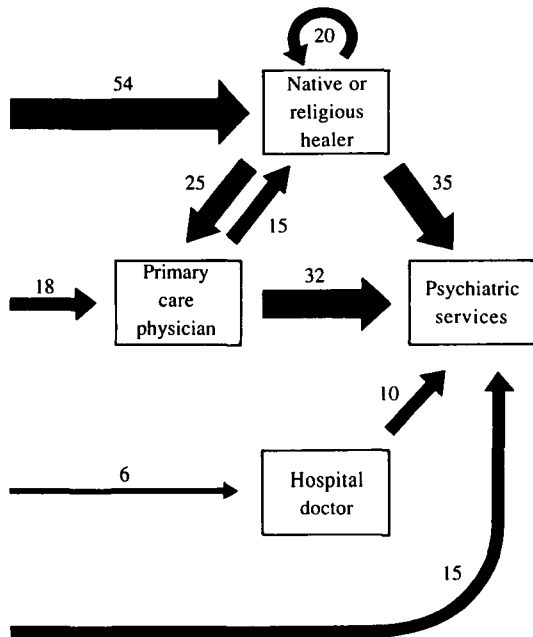 20
54
Native or
religious
healer
25
15
35
18
Primary
care
physician
32
Psychiatric
services
10
6
Hospital
doctor
15